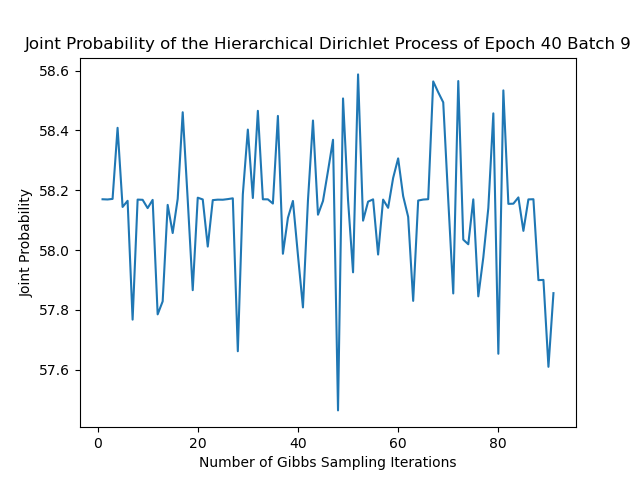 Joint Probability of the Hierarchical Dirichlet Process of Epoch 40 Batch 9
58.6
58.4
58.2
58.0
57.8
57.6
Joint Probability
0 20 40 60 80
Number of Gibbs Sampling Iterations